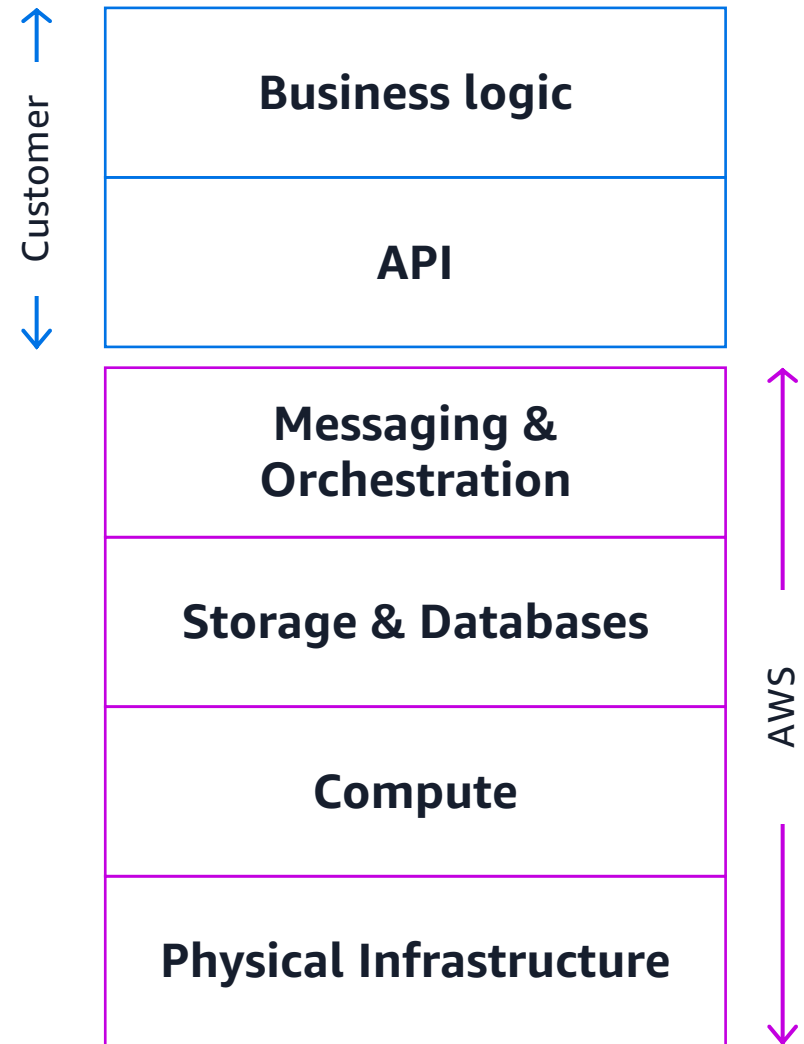 Customer
Business logic
API
Messaging &
Orchestration
Storage & Databases
AWS
Compute
Physical Infrastructure